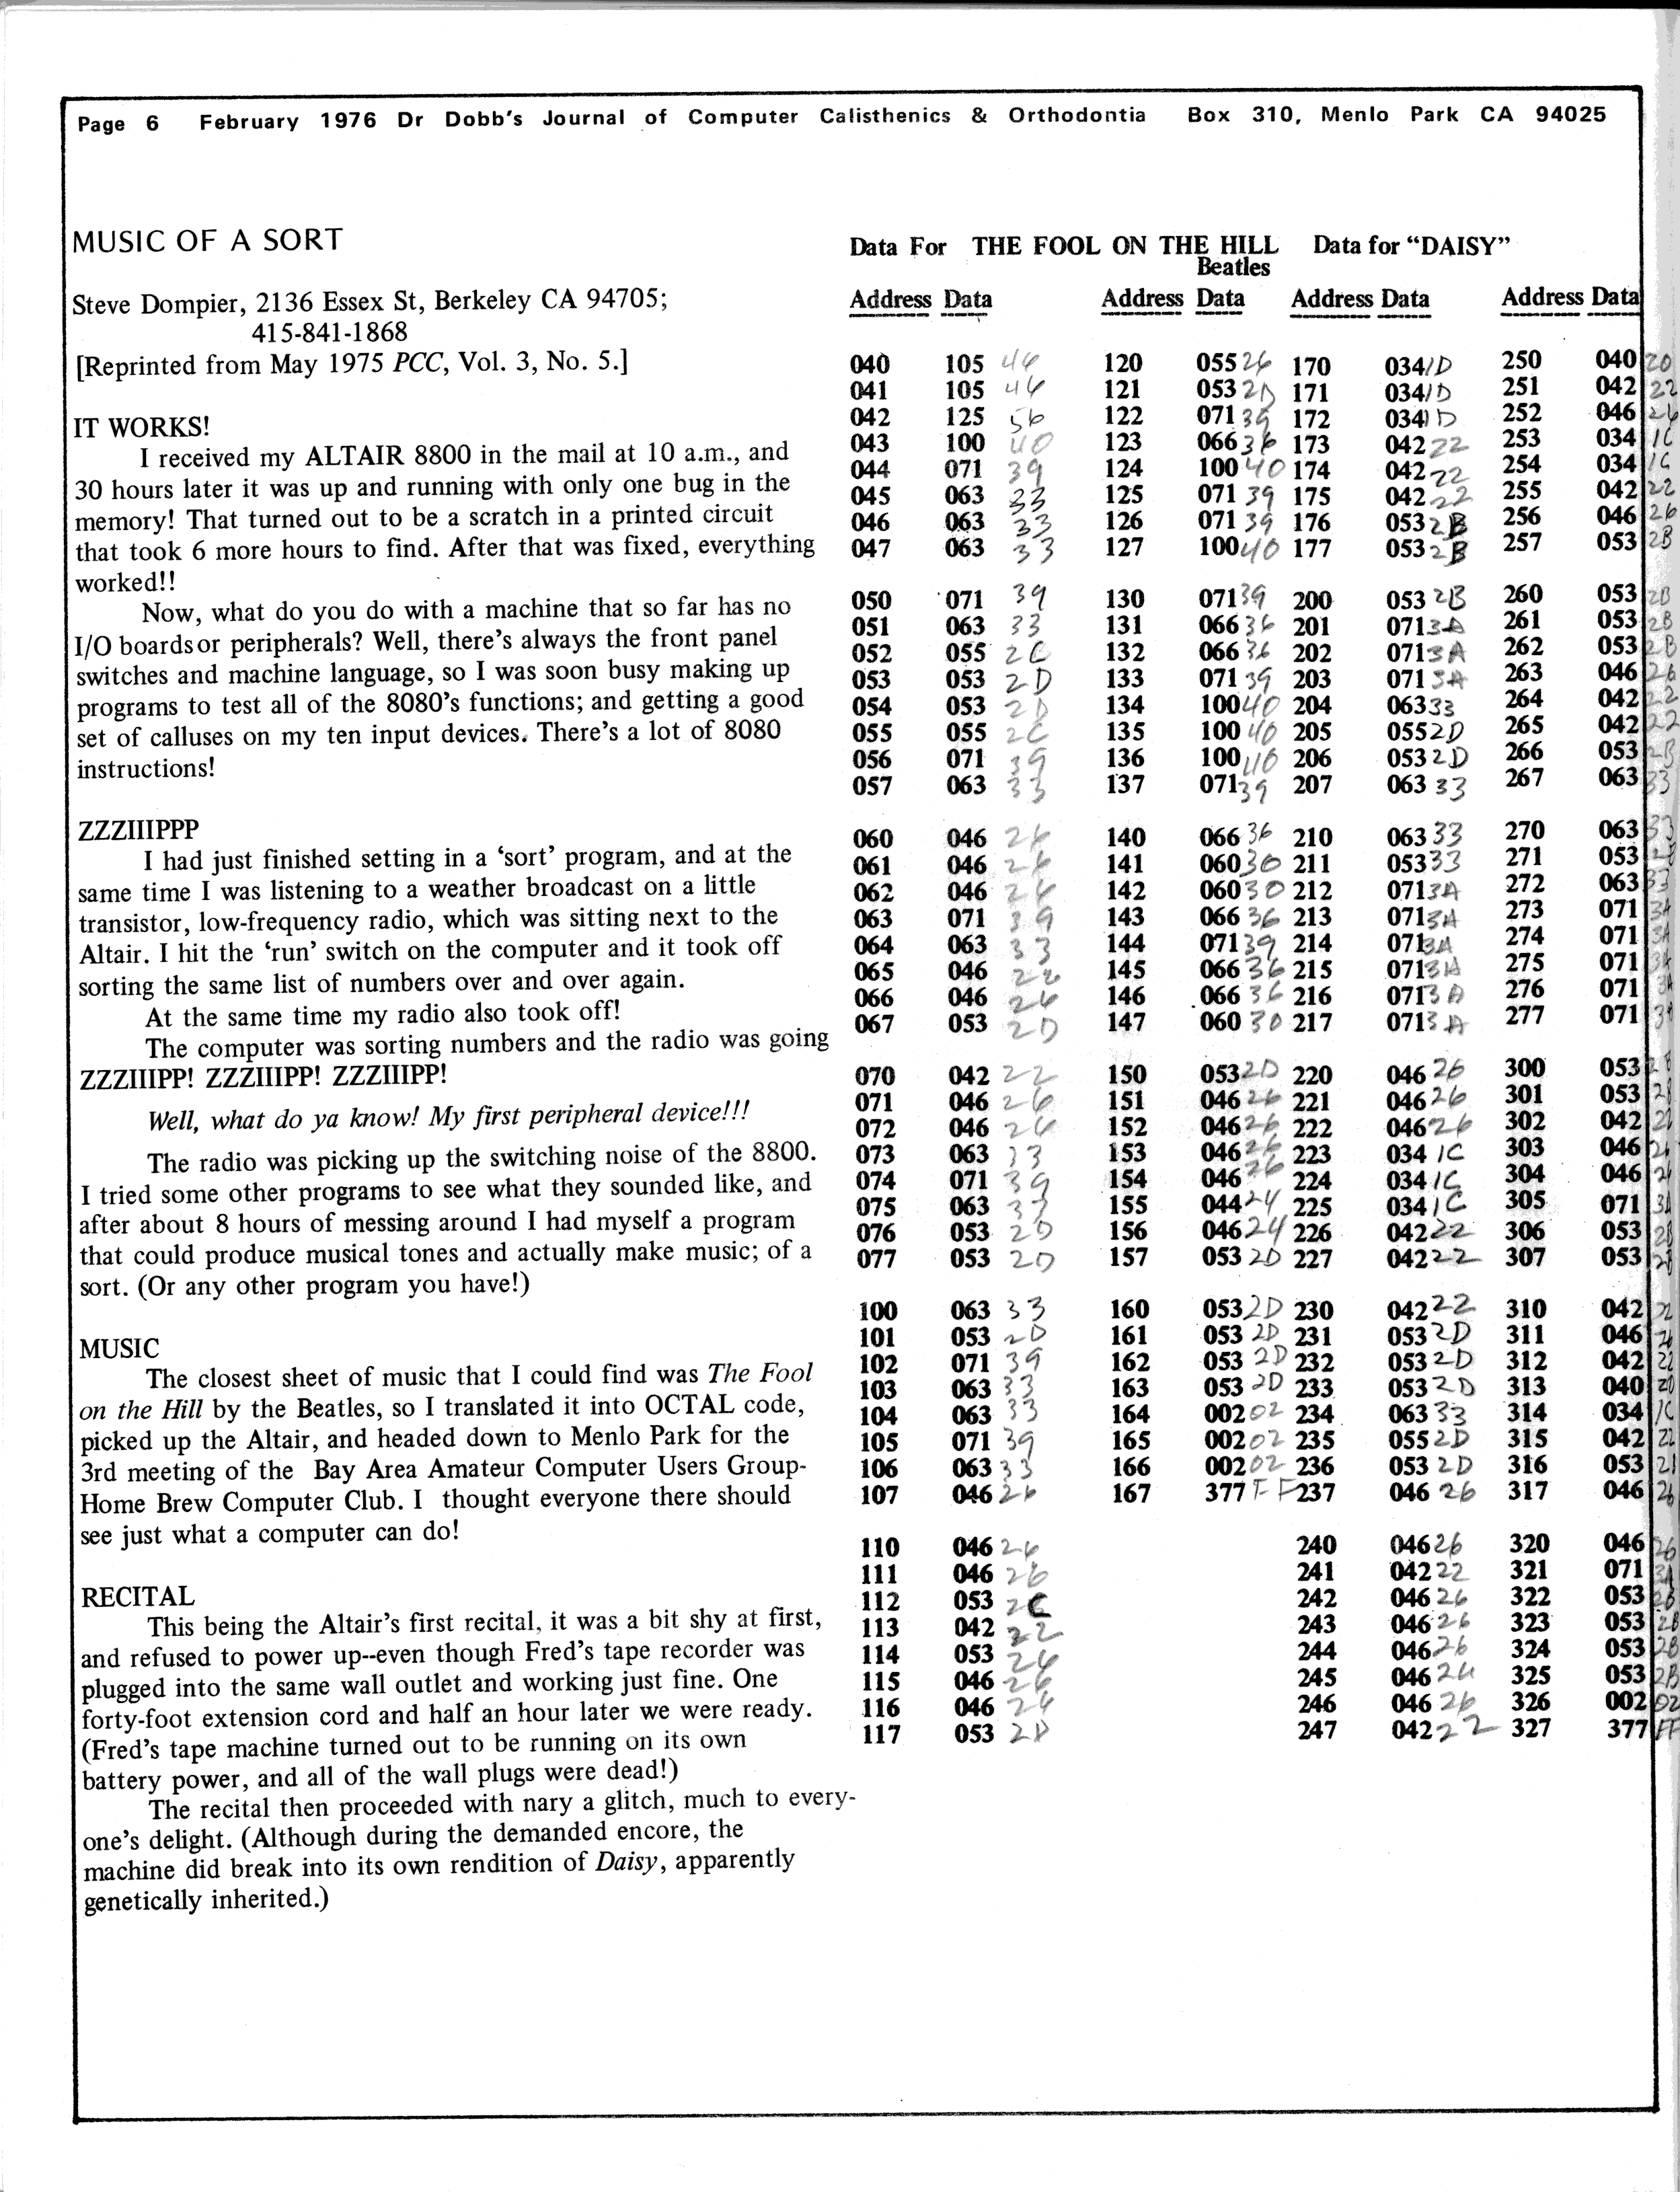 Page 6 February 1976 Dr Dobb's Journal of Computer Calisthenics & Orthodontia Box 310, Menlo Park CA 94025
MUSIC OF A SORT
Steve Dompier, 2136 Essex St, Berkeley CA 94705;
415-841-1868
[Reprinted from May 1975 PCC, Vol. 3, No. 5.]
IT WORKS!
I received my ALTAIR 8800 in the mail at 10 a.m., and
30 hours later it was up and running with only one bug in the
memory! That turned out to be a scratch in a printed circuit
that took 6 more hours to find. After that was fixed, everything
worked!!
Now, what do you do with a machine that so far has no
I/O boards or peripherals? Well, there's always the front panel
switches and machine language, so I was soon busy making up
programs to test all of the 8080's functions; and getting a good
set of calluses on my ten input devices. There's a lot of 8080
instructions!
ZZZIIIPPP
I had just finished setting in a 'sort' program, and at the
same time I was listening to a weather broadcast on a little
transistor, low-frequency radio, which was sitting next to the
Altair. I hit the 'run' switch on the computer and it took off
sorting the same list of numbers over and over again.
At the same time my radio also took off!
The computer was sorting numbers and the radio was going
ZZZIIIPP! ZZZIIIPP! ZZZIIIPP!
Well, what do ya know! My first peripheral device!!!
The radio was picking up the switching noise of the 8800.
I tried some other programs to see what they sounded like, and
after about 8 hours of messing around I had myself a program
that could produce musical tones and actually make music; of a
sort. (Or any other program you have!)
MUSIC
The closest sheet of music that I could find was The Fool
on the Hill by the Beatles, so I translated it into OCTAL code,
picked up the Altair, and headed down to Menlo Park for the
3rd meeting of the Bay Area Amateur Computer Users Group-
Home Brew Computer Club. I thought everyone there should
see just what a computer can do!
RECITAL
This being the Altair's first recital, it was a bit shy at first,
and refused to power up--even though Fred's tape recorder was
plugged into the same wall outlet and working just fine. One
forty-foot extension cord and half an hour later we were ready.
(Fred's tape machine turned out to be running on its own
battery power, and all of the wall plugs were dead!)
The recital then proceeded with nary a glitch, much to every-
one's delight. (Although during the demanded encore, the
machine did break into its own rendition of Daisy, apparently
genetically inherited.)
Data For THE FOOL ON THE HILL Data for "DAISY"
Beatles
Address Data Address Data Address Data Address Data
040 105 120 055 26 170 034 1D 250 040 20
041 105 121 053 2D 171 034 1D 251 042 22
042 125 56 122 071 39 172 034 1D 252 046 26
043 100 40 123 066 36 173 042 22 253 034 1C
044 071 39 124 100 40 174 042 22 254 034 1C
045 063 33 125 071 39 175 042 22 255 042 22
046 063 33 126 071 39 176 053 2B 256 046 26
047 063 33 127 100 40 177 053 2B 257 053 2B
050 071 39 130 071 39 200 053 2B 260 053 2B
051 063 33 131 066 36 201 071 3A 261 053 2B
052 055 2C 132 066 36 202 071 3A 262 053 2B
053 053 2D 133 071 39 203 071 3A 263 046 26
054 053 2D 134 100 40 204 063 33 264 042 22
055 055 2C 135 100 40 205 055 2D 265 042 22
056 071 39 136 100 40 206 053 2D 266 053 2B
057 063 33 137 071 39 207 063 33 267 063 33
060 046 26 140 066 36 210 063 33 270 063 33
061 046 26 141 060 30 211 053 33 271 053
062 046 26 142 060 30 212 071 3A 272 063 33
063 071 39 143 066 36 213 071 3A 273 071 3A
064 063 33 144 071 39 214 071 3A 274 071 3A
065 046 26 145 066 36 215 071 3A 275 071 3A
066 046 26 146 066 36 216 071 3A 276 071 3A
067 053 2D 147 060 30 217 071 3A 277 071
070 042 22 150 053 2D 220 046 26 300 053
071 046 26 151 046 26 221 046 26 301 053
072 046 26 152 046 26 222 046 26 302 042
073 063 33 153 046 26 223 034 1C 303 046
074 071 39 154 046 26 224 034 1C 304 046
075 063 33 155 044 24 225 034 1C 305 071
076 053 2D 156 046 24 226 042 22 306 053
077 053 2D 157 053 2D 227 042 22 307 053
100 063 33 160 053 2D 230 042 22 310 042
101 053 2D 161 053 2D 231 053 2D 311 046
102 071 39 162 053 2D 232 053 2D 312 042 22
103 063 33 163 053 2D 233 053 2D 313 040 20
104 063 33 164 002 02 234 063 33 314 034 1C
105 071 39 165 002 02 235 055 2D 315 042 22
106 063 33 166 002 02 236 053 2D 316 053
107 046 26 167 377 FF 237 046 26 317 046 26
110 046 26 240 046 26 320 046 26
111 046 26 241 042 22 321 071 3A
112 053 2C 242 046 26 322 053 2B
113 042 22 243 046 26 323 053 2B
114 053 26 244 046 26 324 053 2B
115 046 26 245 046 26 325 053 2B
116 046 26 246 046 26 326 002 02
117 053 2D 247 042 22 327 377 FF